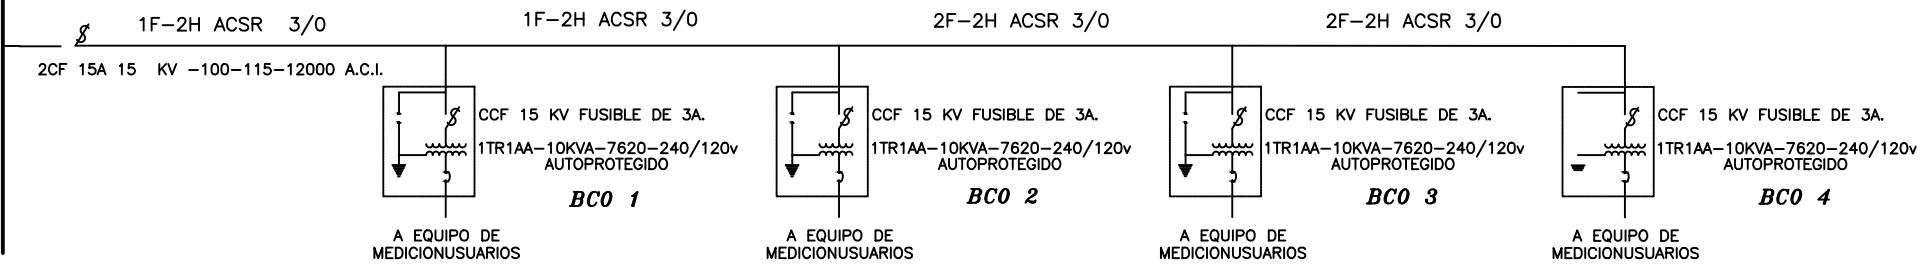 1F-2H ACSR 3/0
1F-2H ACSR 3/0
2F-2H ACSR 3/0
2F-2H ACSR 3/0
2CF 15A 15 KV -100-115-12000 A.C.I.
CCF 15 KV FUSIBLE DE 3A.
1TR1AA-10KVA-7620-240/120v
AUTOPROTEGIDO
BCO 1
A EQUIPO DE
MEDICIONUSUARIOS
CCF 15 KV FUSIBLE DE 3A.
1TR1AA-10KVA-7620-240/120v
AUTOPROTEGIDO
BCO 2
A EQUIPO DE
MEDICIONUSUARIOS
CCF 15 KV FUSIBLE DE 3A.
1TR1AA-10KVA-7620-240/120v
AUTOPROTEGIDO
BCO 3
A EQUIPO DE
MEDICIONUSUARIOS
CCF 15 KV FUSIBLE DE 3A.
1TR1AA-10KVA-7620-240/120v
AUTOPROTEGIDO
BCO 4
A EQUIPO DE
MEDICIONUSUARIOS